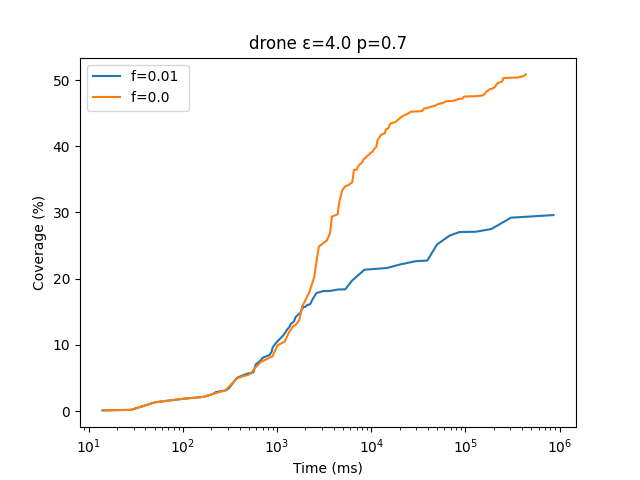 drone ε=4.0 p=0.7
f=0.01
f=0.0
Coverage (%)
50
40
30
20
10
0
10¹ 10² 10³ 10⁴ 10⁵ 10⁶
Time (ms)